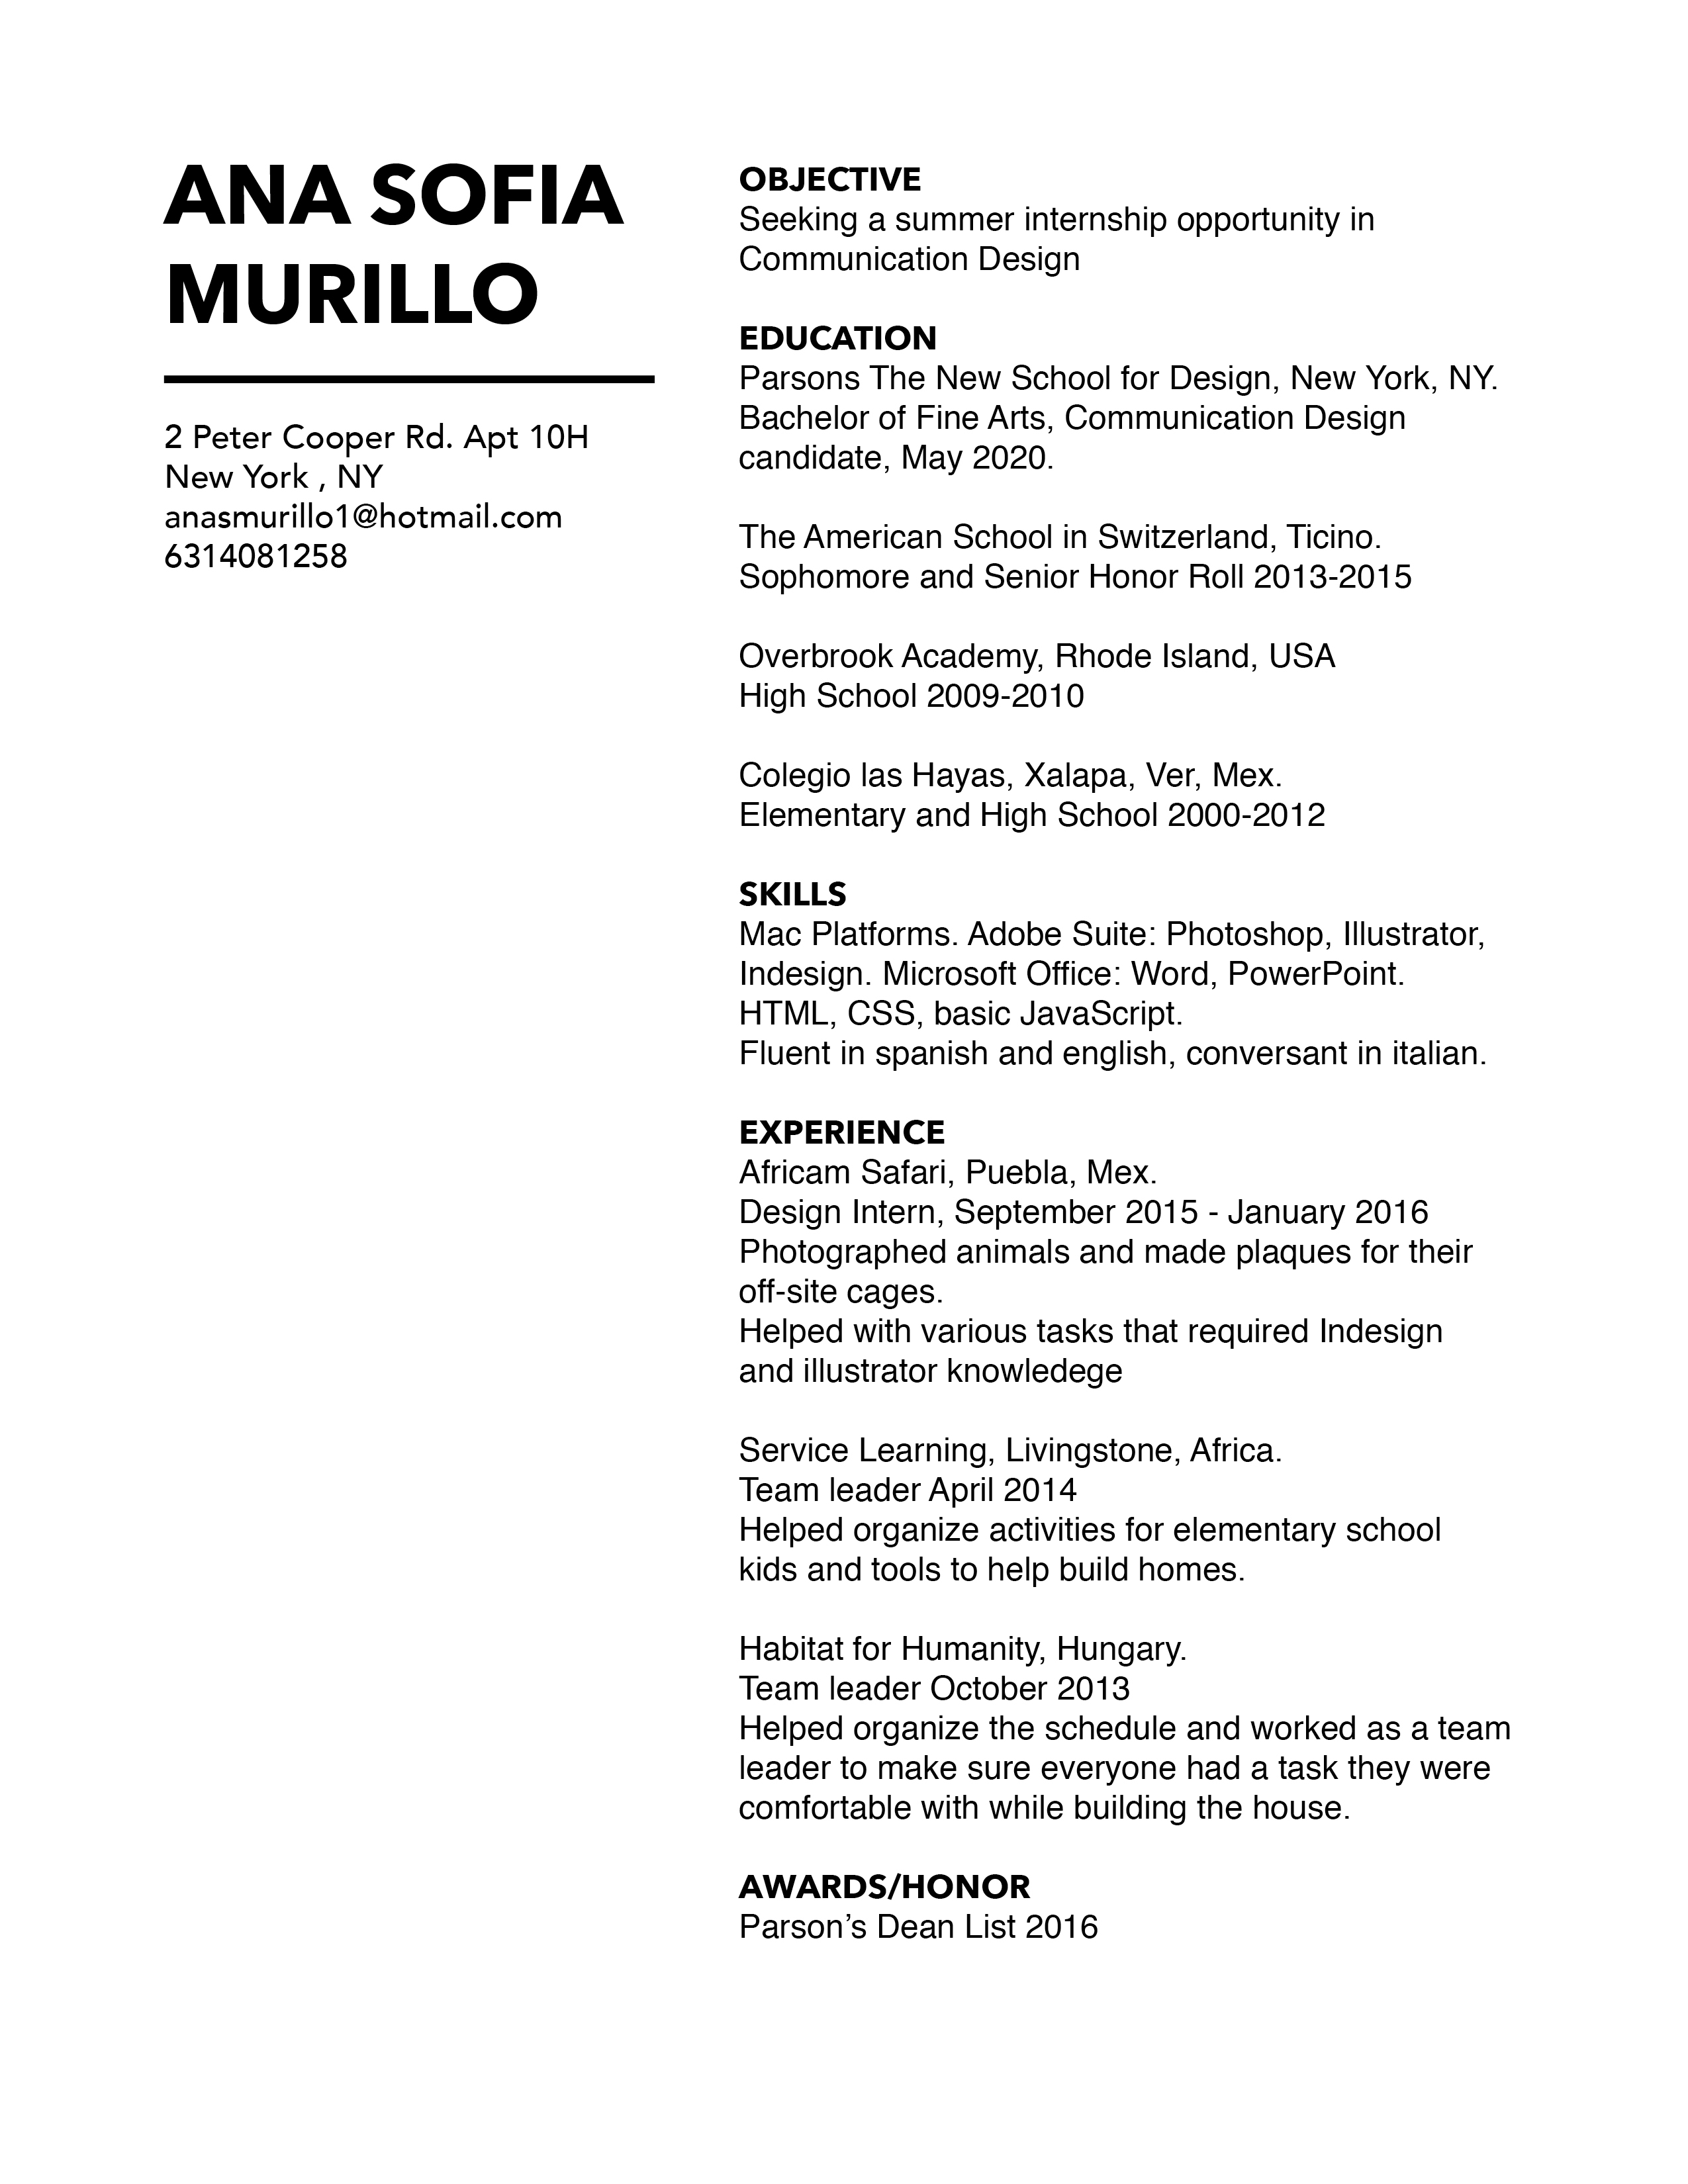 ANA SOFIA
MURILLO
2 Peter Cooper Rd. Apt 10H
New York , NY
anasmurillo1@hotmail.com
6314081258
OBJECTIVE
Seeking a summer internship opportunity in
Communication Design
EDUCATION
Parsons The New School for Design, New York, NY.
Bachelor of Fine Arts, Communication Design
candidate, May 2020.
The American School in Switzerland, Ticino.
Sophomore and Senior Honor Roll 2013-2015
Overbrook Academy, Rhode Island, USA
High School 2009-2010
Colegio las Hayas, Xalapa, Ver, Mex.
Elementary and High School 2000-2012
SKILLS
Mac Platforms. Adobe Suite: Photoshop, Illustrator,
Indesign. Microsoft Office: Word, PowerPoint.
HTML, CSS, basic JavaScript.
Fluent in spanish and english, conversant in italian.
EXPERIENCE
Africam Safari, Puebla, Mex.
Design Intern, September 2015 - January 2016
Photographed animals and made plaques for their
off-site cages.
Helped with various tasks that required Indesign
and illustrator knowledege
Service Learning, Livingstone, Africa.
Team leader April 2014
Helped organize activities for elementary school
kids and tools to help build homes.
Habitat for Humanity, Hungary.
Team leader October 2013
Helped organize the schedule and worked as a team
leader to make sure everyone had a task they were
comfortable with while building the house.
AWARDS/HONOR
Parson’s Dean List 2016